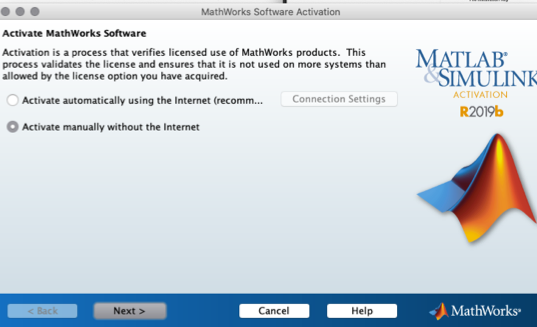 MathWorks Software Activation
Activate MathWorks Software
Activation is a process that verifies licensed use of MathWorks products. This
process validates the license and ensures that it is not used on more systems than
allowed by the license option you have acquired.
Activate automatically using the Internet (recomm...
Connection Settings
Activate manually without the Internet
MATLAB®
&SIMULINK
ACTIVATION
R2019b
< Back
Next >
Cancel
Help
MathWorks®